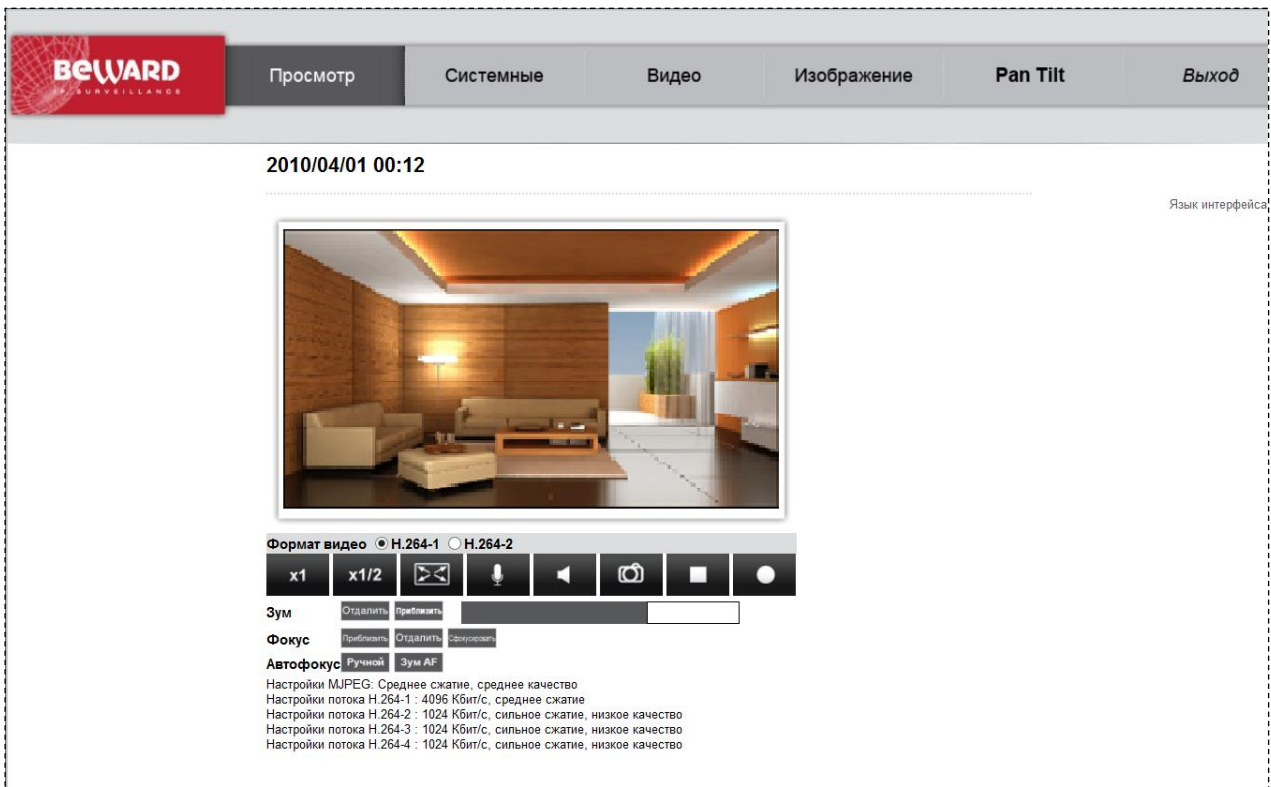 BEWARD
IP SURVEILLANCE
Просмотр
Системные
Видео
Изображение
Pan Tilt
Выход
2010/04/01 00:12
Язык интерфейса
Формат видео H.264-1 H.264-2
x1 x1/2
Зум Отдалить Приблизить
Фокус Приблизить Отдалить Сфокусировать
Автофокус Ручной Зум AF
Настройки MJPEG: Среднее сжатие, среднее качество
Настройки потока H.264-1 : 4096 Кбит/с, среднее сжатие
Настройки потока H.264-2 : 1024 Кбит/с, сильное сжатие, низкое качество
Настройки потока H.264-3 : 1024 Кбит/с, сильное сжатие, низкое качество
Настройки потока H.264-4 : 1024 Кбит/с, сильное сжатие, низкое качество